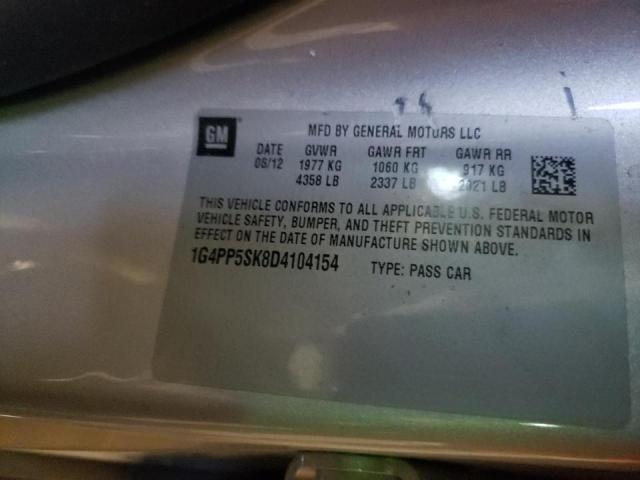 GM
MFD BY GENERAL MOTORS LLC
DATE GVWR GAWR FRT GAWR RR
08/12 1977 KG 1060 KG 917 KG
4358 LB 2337 LB 2021 LB
THIS VEHICLE CONFORMS TO ALL APPLICABLE U.S. FEDERAL MOTOR
VEHICLE SAFETY, BUMPER, AND THEFT PREVENTION STANDARDS IN
EFFECT ON THE DATE OF MANUFACTURE SHOWN ABOVE.
1G4PP5SK8D4104154 TYPE: PASS CAR